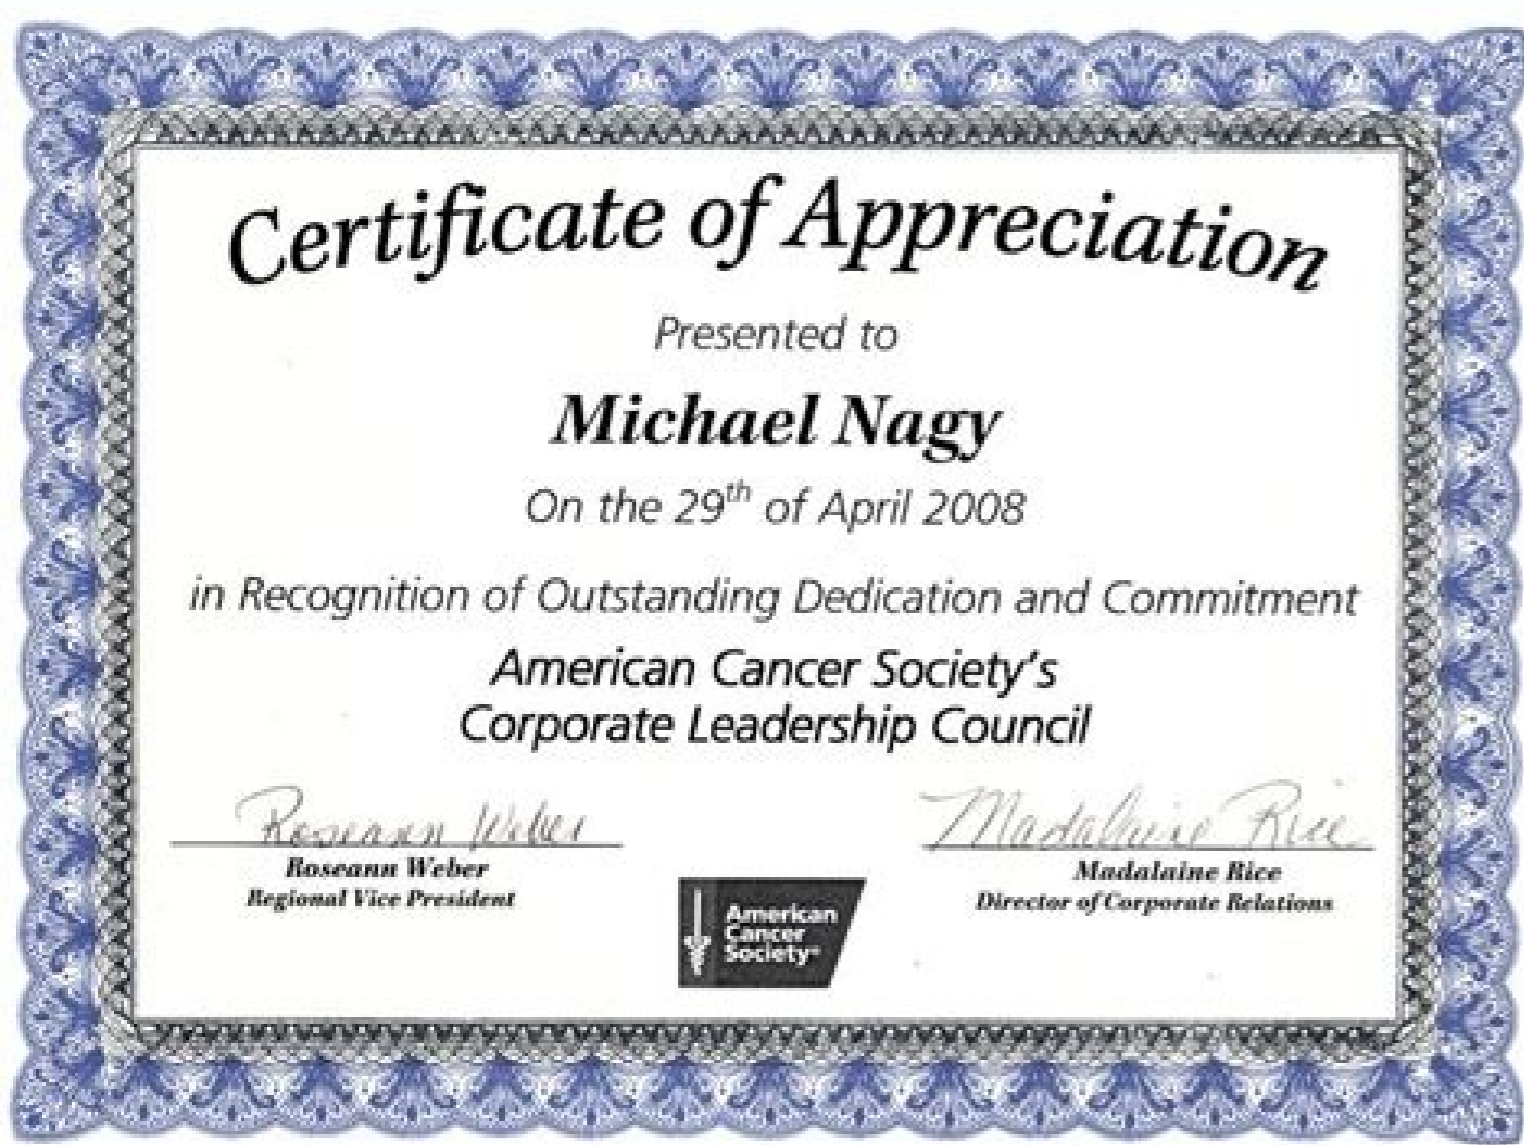 Certificate of Appreciation
Presented to
Michael Nagy
On the 29th of April 2008
in Recognition of Outstanding Dedication and Commitment
American Cancer Society's
Corporate Leadership Council
Roseann Weber
Roseann Weber
Regional Vice President
Madalaine Rice
Madalaine Rice
Director of Corporate Relations
American
Cancer
Society®